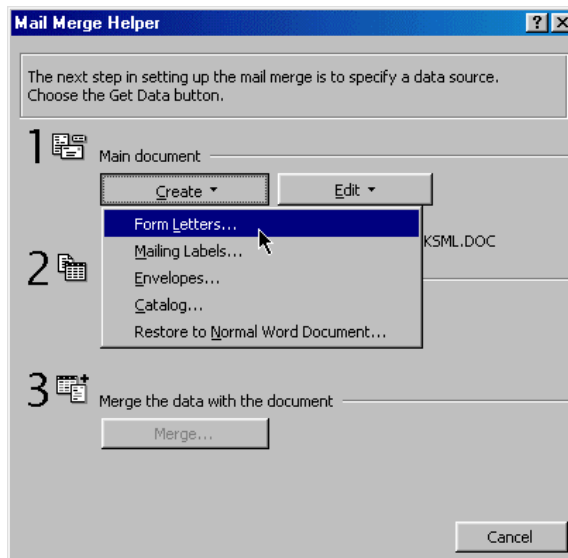 Mail Merge Helper
The next step in setting up the mail merge is to specify a data source.
Choose the Get Data button.
1
Main document
Create
Edit
Form Letters...
KSML.DOC
Mailing Labels...
2
Envelopes...
Catalog...
Restore to Normal Word Document...
3
Merge the data with the document
Merge...
Cancel